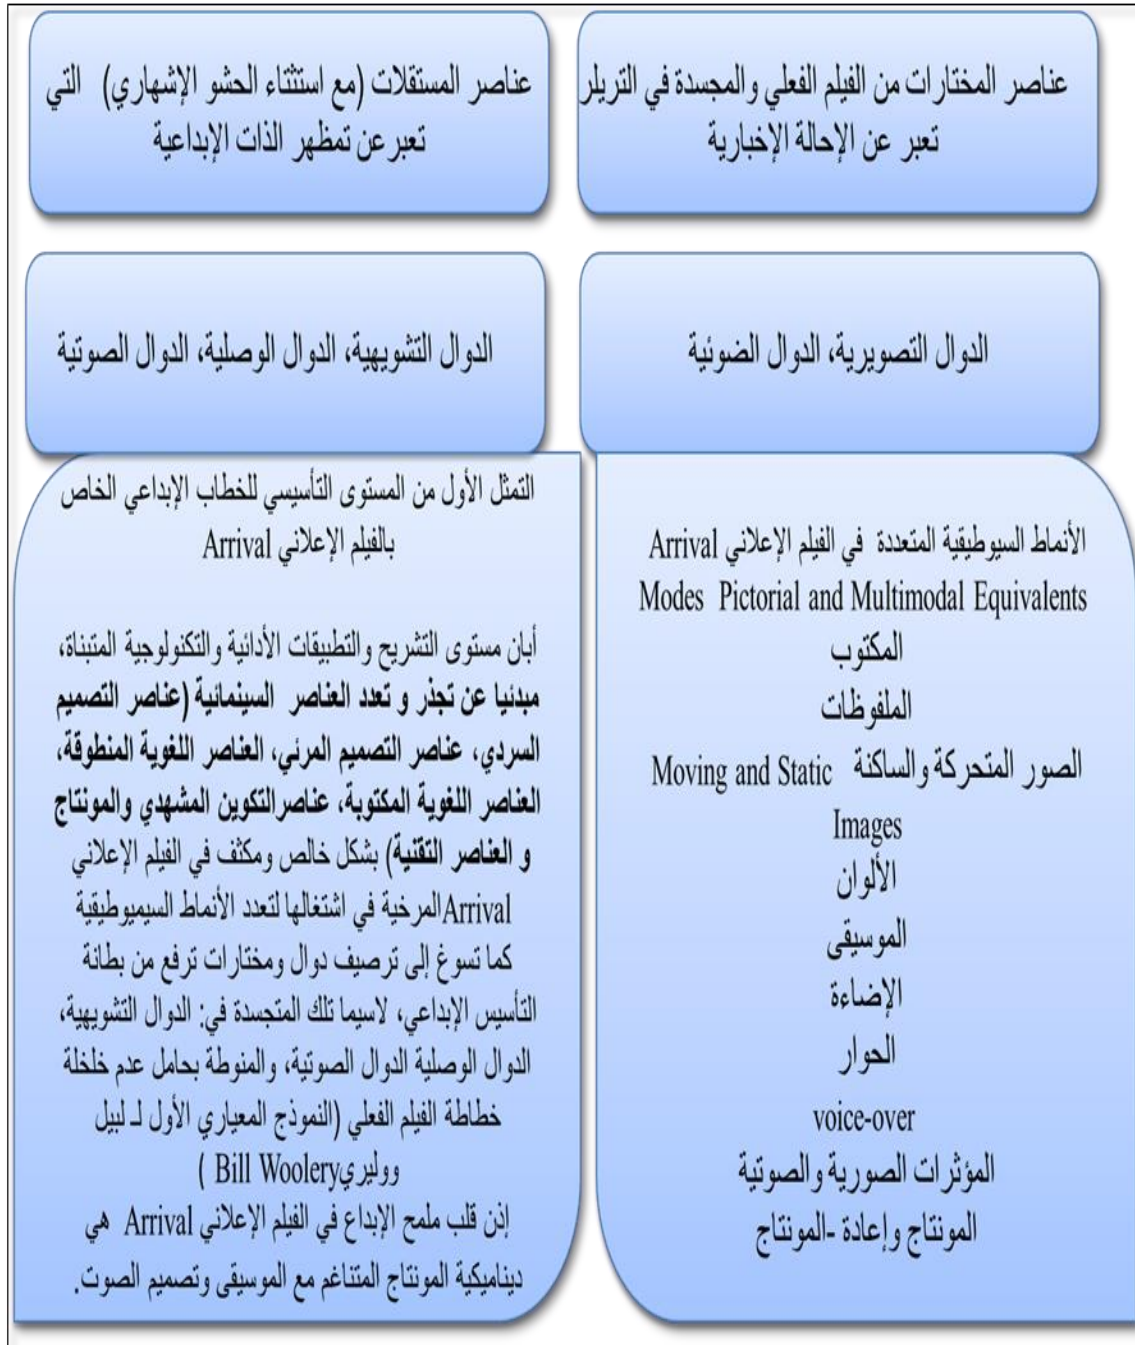 عناصر المختارات من الفيلم الفعلي والمجسدة في التريلر
تعبر عن الإحالة الإخبارية
عناصر المستقلات (مع استثناء الحشو الإشهاري) التي
تعبرعن تمظهر الذات الإبداعية
الدوال التصويرية، الدوال الضوئية
الدوال التشويهية، الدوال الوصلية، الدوال الصوتية
الأنماط السيوطيقية المتعددة في الفيلم الإعلاني Arrival
Modes Pictorial and Multimodal Equivalents
المكتوب
الملفوظات
الصور المتحركة والساكنة Moving and Static
Images
الألوان
الموسيقى
الإضاءة
الحوار
voice-over
المؤثرات الصورية والصوتية
المونتاج وإعادة -المونتاج
التمثل الأول من المستوى التأسيسي للخطاب الإبداعي الخاص
بالفيلم الإعلاني Arrival
أبان مستوى التشريح والتطبيقات الأدائية والتكنولوجية المتبناة،
مبدئيا عن تجذر و تعدد العناصر السينمائية (عناصر التصميم
السردي، عناصر التصميم المرئي، العناصر اللغوية المنطوقة،
العناصر اللغوية المكتوبة، عناصرالتكوين المشهدي والمونتاج
و العناصر التقنية) بشكل خالص ومكثف في الفيلم الإعلاني
Arrivalالمرخية في اشتغالها لتعدد الأنماط السيميوطيقية
كما تسوغ إلى ترصيف دوال ومختارات ترفع من بطانة
التأسيس الإبداعي، لاسيما تلك المتجسدة في: الدوال التشويهية،
الدوال الوصلية الدوال الصوتية، والمنوطة بحامل عدم خلخلة
خطاطة الفيلم الفعلي (النموذج المعياري الأول لـ لبيل
ووليريBill Woolery )
إذن قلب ملمح الإبداع في الفيلم الإعلاني Arrival هي
ديناميكية المونتاج المتناغم مع الموسيقى وتصميم الصوت.